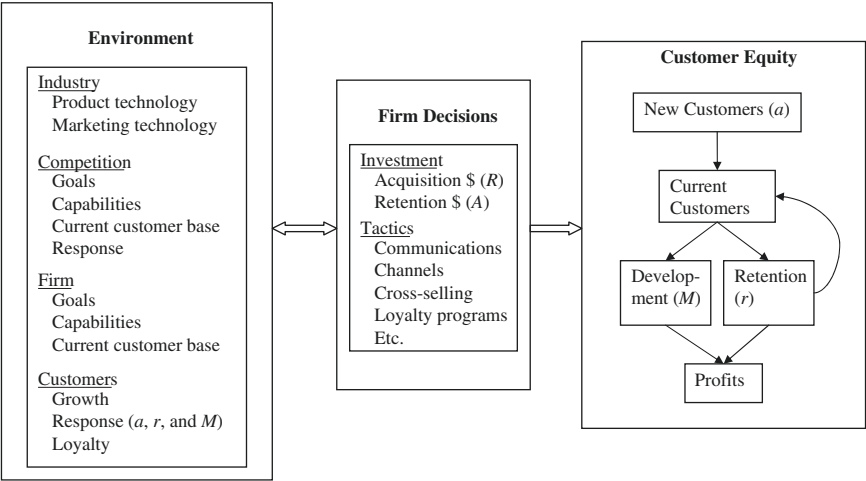 Environment
Industry
Product technology
Marketing technology
Competition
Goals
Capabilities
Current customer base
Response
Firm
Goals
Capabilities
Current customer base
Customers
Growth
Response (a, r, and M)
Loyalty
Firm Decisions
Investment
Acquisition $ (R)
Retention $ (A)
Tactics
Communications
Channels
Cross-selling
Loyalty programs
Etc.
Customer Equity
New Customers (a)
Current
Customers
Develop-
ment (M)
Retention
(r)
Profits